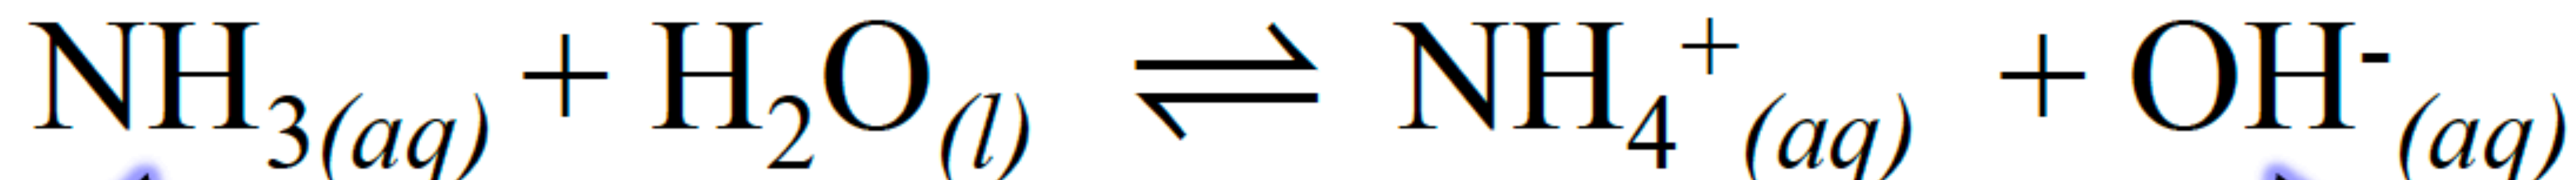 NH₃(aq) + H₂O(l) ⇌ NH₄⁺(aq) + OH⁻(aq)